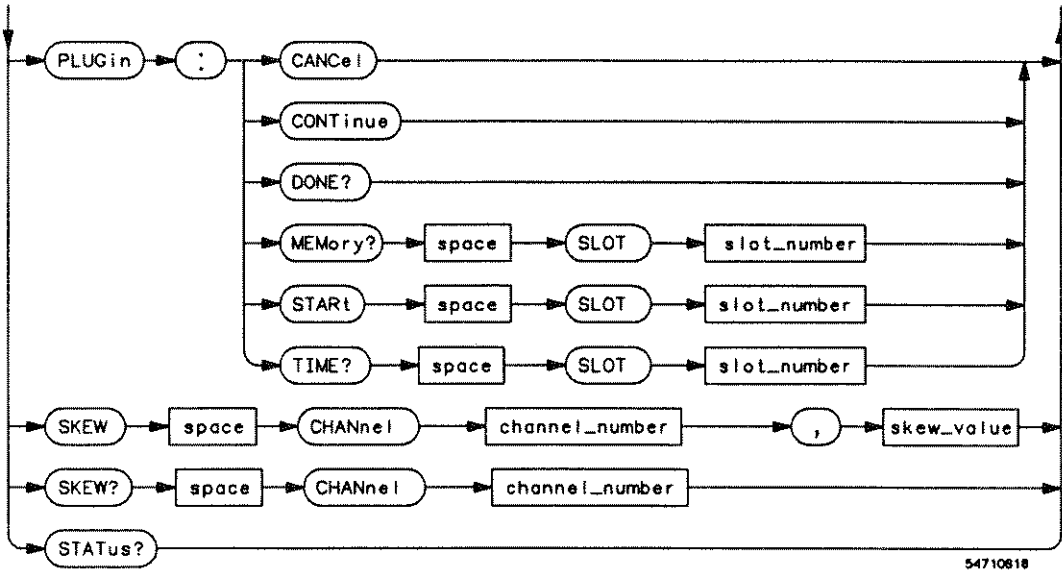 PLUGin : CANCel
CONTinue
DONE?
MEMory? space SLOT slot_number
STARt space SLOT slot_number
TIME? space SLOT slot_number
SKEW space CHANnel channel_number , skew_value
SKEW? space CHANnel channel_number
STATus?
54710818